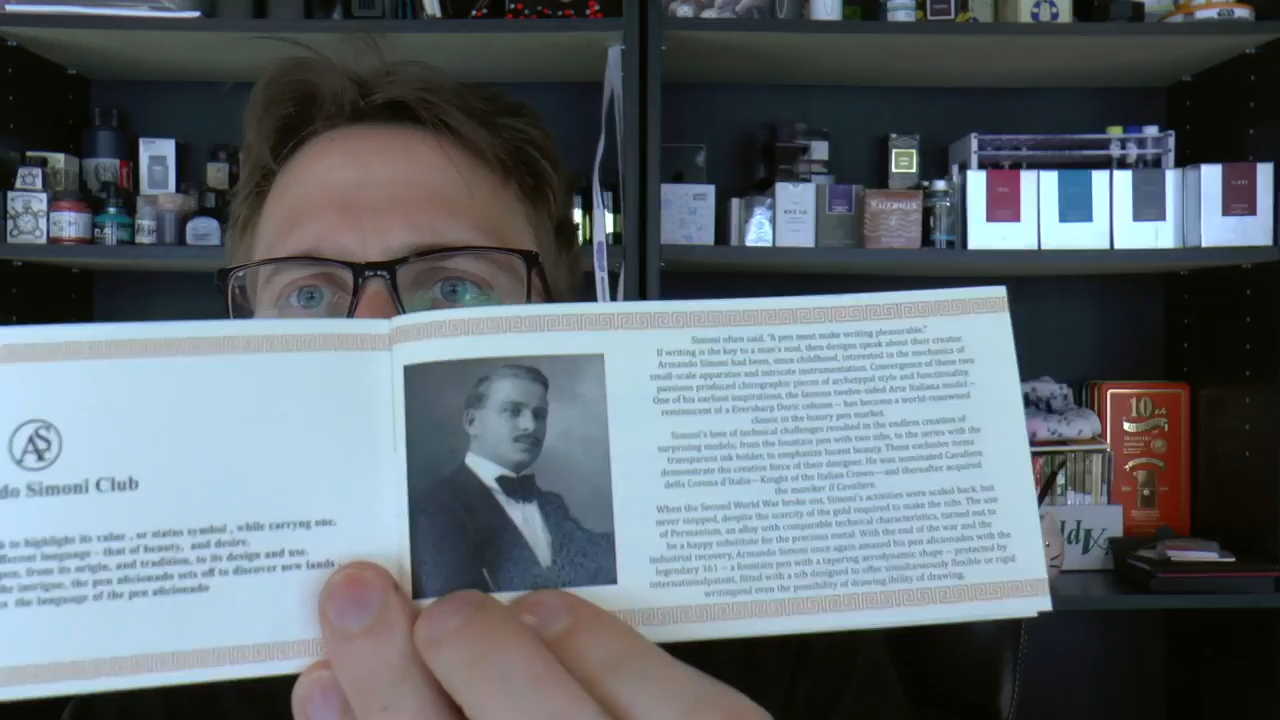 AS
do Simoni Club
to highlight its value , or status symbol , while carryng one.
fferent language - that of beauty, and desire.
pen, from its origin, and tradition, to its design and use.
the intrigue, the pen aficionado sets off to discover new lands .
the language of the pen aficionado
Simoni often said, "A pen must make writing pleasurable."
If writing is the key to a man's soul, then designs speak about their creator.
Armando Simoni had been, since childhood, interested in the mechanics of
small-scale apparatus and intricate instrumentation. Convergence of these two
passions produced chirographic pieces of archetypal style and functionality.
One of his earliest inspirations, the famous twelve-sided Arte Italiana model –
reminiscent of a Eversharp Doric column – has become a world-renowned
classic in the luxury pen market.
Simoni's love of technical challenges resulted in the endless creation of
surprising models; from the fountain pen with two nibs, to the series with the
transparent ink holder, to emphasize lucent beauty. Those exclusive items
demonstrate the creative force of their designer. He was nominated Cavaliere
della Corona d'Italia—Knight of the Italian Crown—and thereafter acquired
the moniker il Cavaliere.
When the Second World War broke out, Simoni's activities were scaled back, but
never stopped, despite the scarcity of the gold required to make the nibs. The use
of Permanium, an alloy with comparable technical characteristics, turned out to
be a happy substitute for the precious metal. With the end of the war and the
industrial recovery, Armando Simoni once again amazed his pen aficionados with the
legendary 361 – a fountain pen with a tapering aerodynamic shape – protected by
internationalpatent, fitted with a nib designed to offer simultaneously flexible or rigid
writingand even the possibility of drawing.ibility of drawing.
WATERMAN
10th